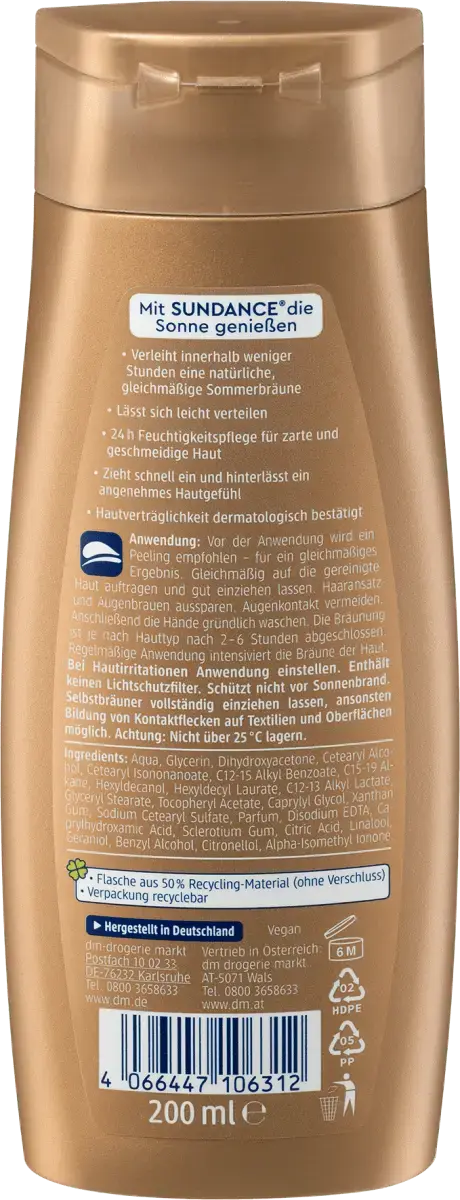 Mit SUNDANCE® die
Sonne genießen
• Verleiht innerhalb weniger
Stunden eine natürliche,
gleichmäßige Sommerbräune
• Lässt sich leicht verteilen
• 24 h Feuchtigkeitspflege für zarte und
geschmeidige Haut
• Zieht schnell ein und hinterlässt ein
angenehmes Hautgefühl
• Hautverträglichkeit dermatologisch bestätigt
Anwendung: Vor der Anwendung wird ein
Peeling empfohlen – für ein gleichmäßiges
Ergebnis. Gleichmäßig auf die gereinigte
Haut auftragen und gut einziehen lassen. Haaransatz
und Augenbrauen aussparen. Augenkontakt vermeiden.
Anschließend die Hände gründlich waschen. Die Bräunung
ist je nach Hauttyp nach 2-6 Stunden abgeschlossen.
Regelmäßige Anwendung intensiviert die Bräune der Haut.
Bei Hautirritationen Anwendung einstellen. Enthält
keinen Lichtschutzfilter. Schützt nicht vor Sonnenbrand.
Selbstbräuner vollständig einziehen lassen, ansonsten
Bildung von Kontaktflecken auf Textilien und Oberflächen
möglich. Achtung: Nicht über 25 °C lagern.
Ingredients: Aqua, Glycerin, Dihydroxyacetone, Cetearyl Alco-
hol, Cetearyl Isononanoate, C12-15 Alkyl Benzoate, C15-19 Al-
kane, Hexyldecanol, Hexyldecyl Laurate, C12-13 Alkyl Lactate,
Glyceryl Stearate, Tocopheryl Acetate, Caprylyl Glycol, Xanthan
Gum, Sodium Cetearyl Sulfate, Parfum, Disodium EDTA, Ca-
prylhydroxamic Acid, Sclerotium Gum, Citric Acid, Linalool,
Geraniol, Benzyl Alcohol, Citronellol, Alpha-Isomethyl Ionone.
• Flasche aus 50% Recycling-Material (ohne Verschluss)
• Verpackung recyclebar
Hergestellt in Deutschland
Vegan
dm-drogerie markt
Postfach 10 02 33
DE-76232 Karlsruhe
Tel. 0800 3658633
www.dm.de
Vertrieb in Österreich:
dm drogerie markt
AT-5071 Wals
Tel. 0800 3658633
www.dm.at
6 M
02
HDPE
05
PP
4 066447 106312
200 ml ℮